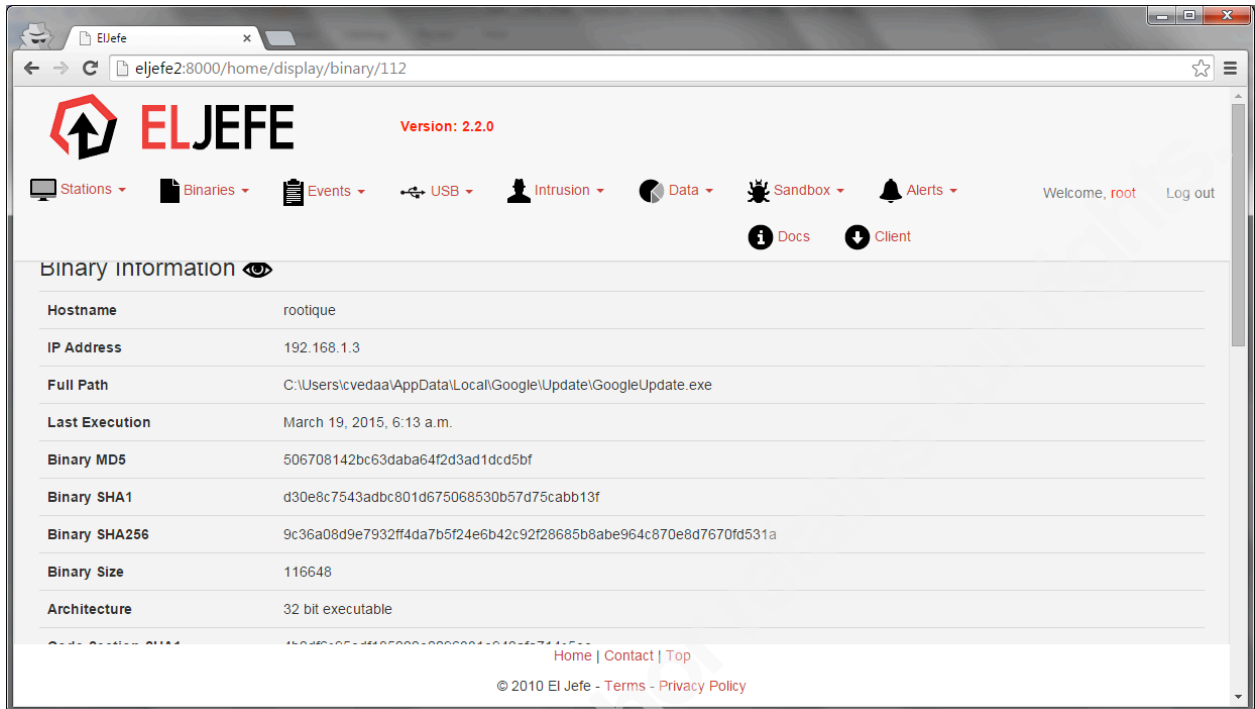 ElJefe
eljefe2:8000/home/display/binary/112
ELJEFE
Version: 2.2.0
Stations Binaries Events USB Intrusion Data Sandbox Alerts Welcome, root Log out
Docs Client
Binary Information
Hostname rootique
IP Address 192.168.1.3
Full Path C:\Users\cvedaa\AppData\Local\Google\Update\GoogleUpdate.exe
Last Execution March 19, 2015, 6:13 a.m.
Binary MD5 506708142bc63daba64f2d3ad1dcd5bf
Binary SHA1 d30e8c7543adbc801d675068530b57d75cabb13f
Binary SHA256 9c36a08d9e7932ff4da7b5f24e6b42c92f28685b8abe964c870e8d7670fd531a
Binary Size 116648
Architecture 32 bit executable
Code Section SHA1
Home | Contact | Top
© 2010 El Jefe - Terms - Privacy Policy